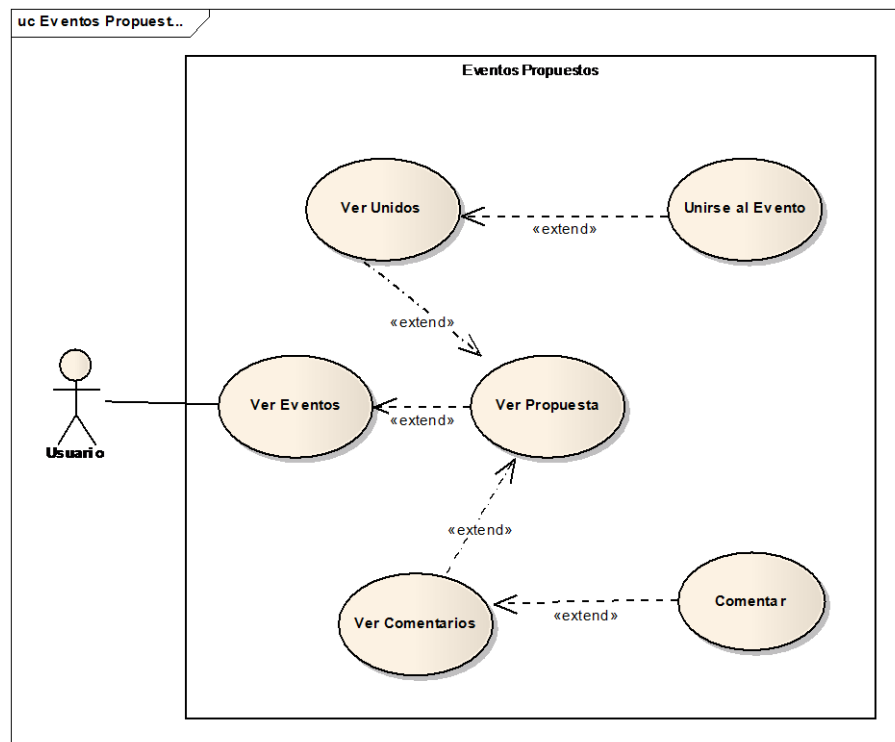 uc Eventos Propuest...
Eventos Propuestos
Ver Unidos
Unirse al Evento
«extend»
«extend»
Ver Eventos
Ver Propuesta
«extend»
Usuario
«extend»
Ver Comentarios
Comentar
«extend»